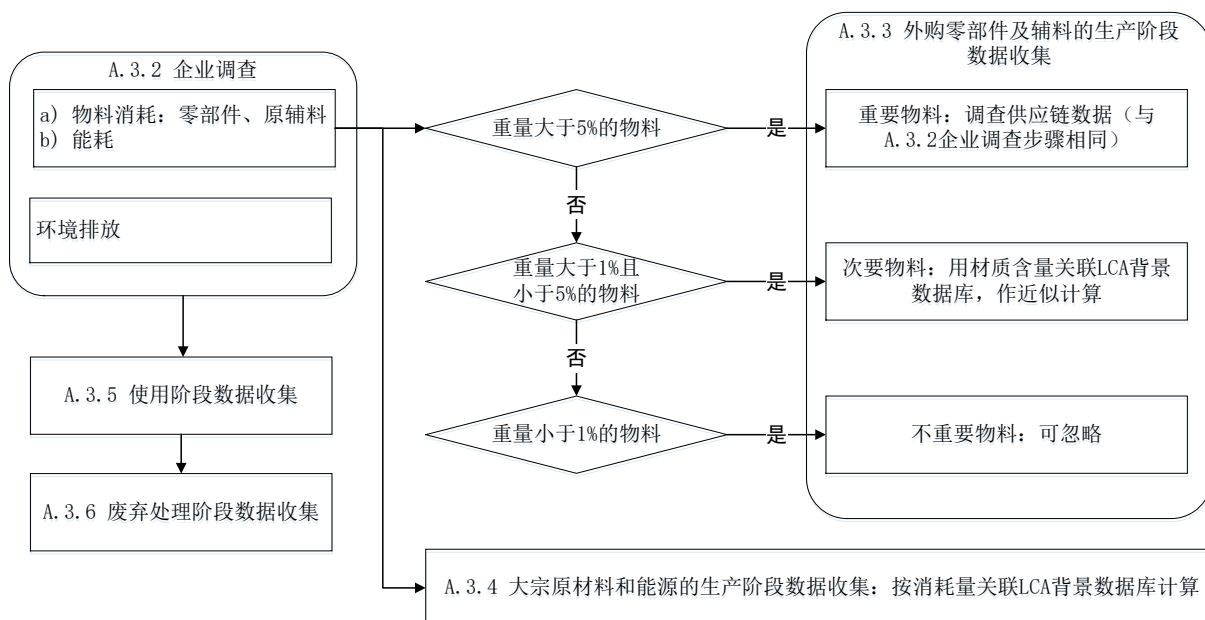 A.3.2 企业调查
a) 物料消耗: 零部件、原辅料
b) 能耗
环境排放
A.3.5 使用阶段数据收集
A.3.6 废弃处理阶段数据收集
重量大于5%的物料
是
否
重量大于1%且
小于5%的物料
是
否
重量小于1%的物料
是
A.3.3 外购零部件及辅料的生产阶段
数据收集
重要物料: 调查供应链数据（与
A.3.2企业调查步骤相同）
次要物料: 用材质含量关联LCA背景
数据库，作近似计算
不重要物料: 可忽略
A.3.4 大宗原材料和能源的生产阶段数据收集: 按消耗量关联LCA背景数据库计算